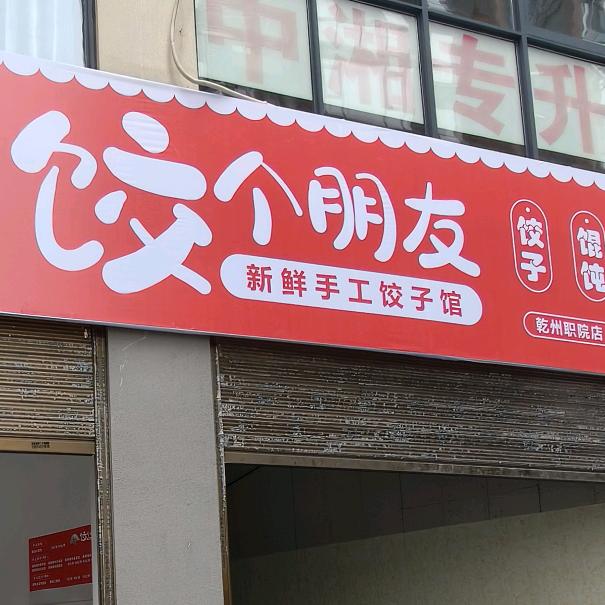 中湘专升
饺个朋友
新鲜手工饺子馆
饺子
馄饨
乾州职院店